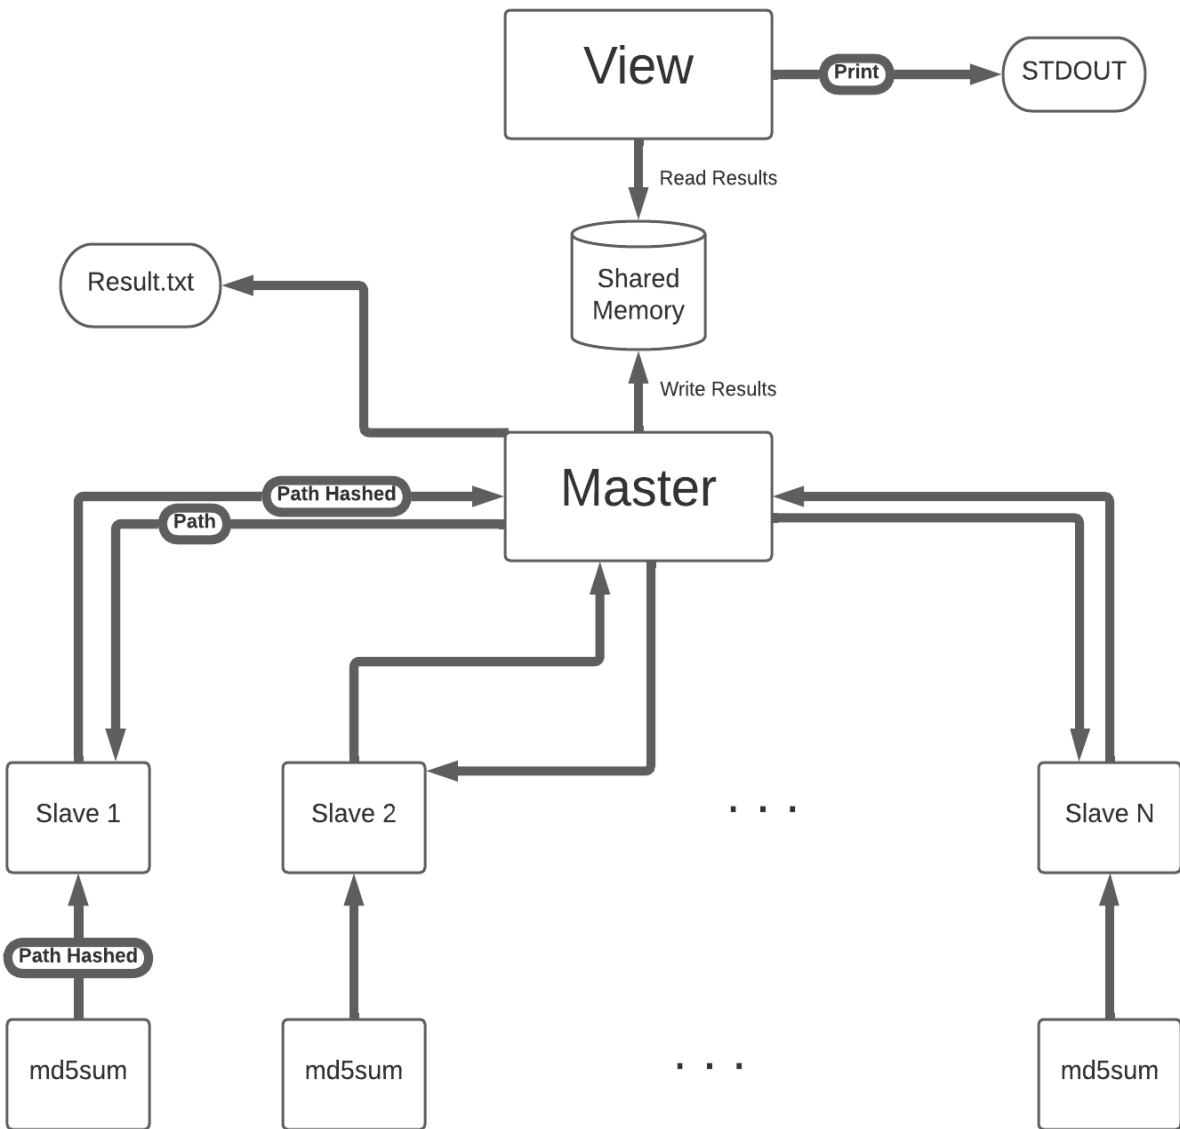 View
Print
STDOUT
Read Results
Result.txt
Shared
Memory
Write Results
Master
Path Hashed
Path
Slave 1
Slave 2
. . .
Slave N
Path Hashed
md5sum
md5sum
. . .
md5sum